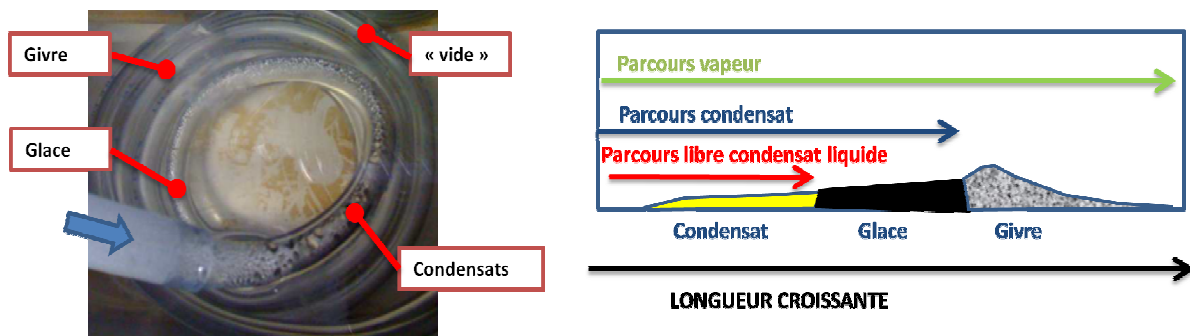 Givre
« vide »
Glace
Condensats
Parcours vapeur
Parcours condensat
Parcours libre condensat liquide
Condensat
Glace
Givre
LONGUEUR CROISSANTE